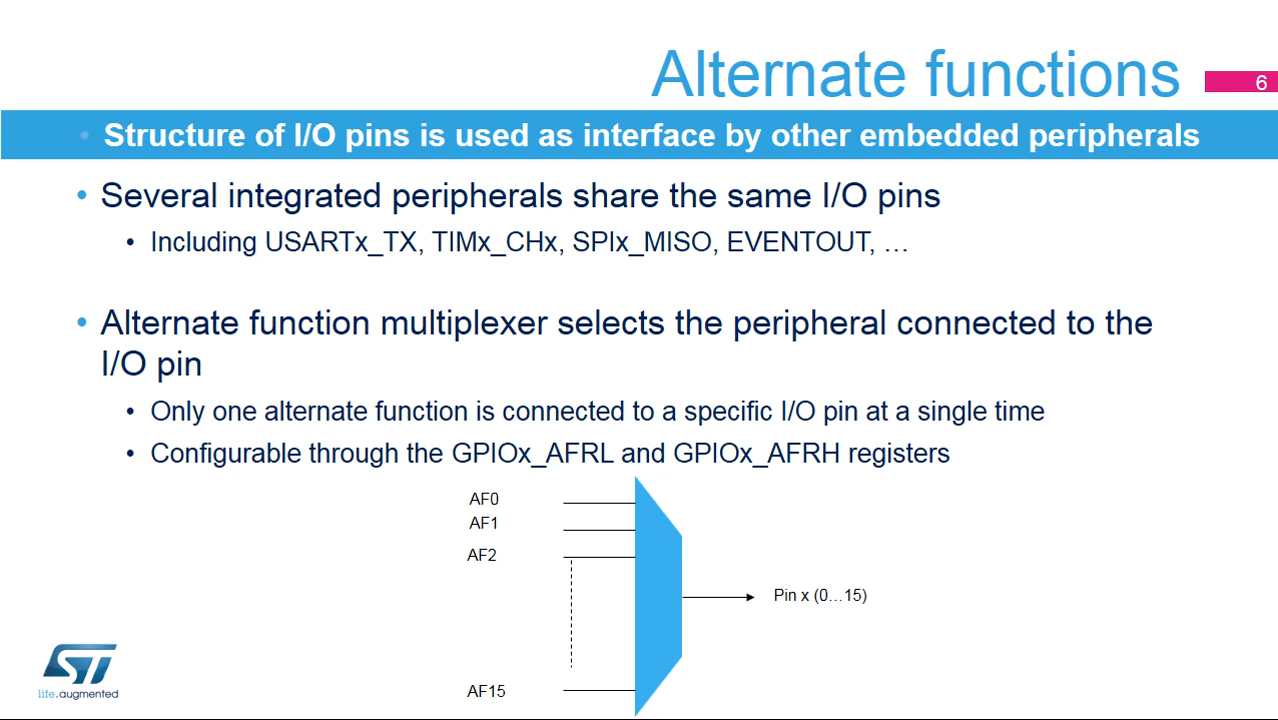 Alternate functions
6
• Structure of I/O pins is used as interface by other embedded peripherals
• Several integrated peripherals share the same I/O pins
• Including USARTx_TX, TIMx_CHx, SPIx_MISO, EVENTOUT, …
• Alternate function multiplexer selects the peripheral connected to the
I/O pin
• Only one alternate function is connected to a specific I/O pin at a single time
• Configurable through the GPIOx_AFRL and GPIOx_AFRH registers
AF0
AF1
AF2
Pin x (0…15)
AF15
ST
life.augmented